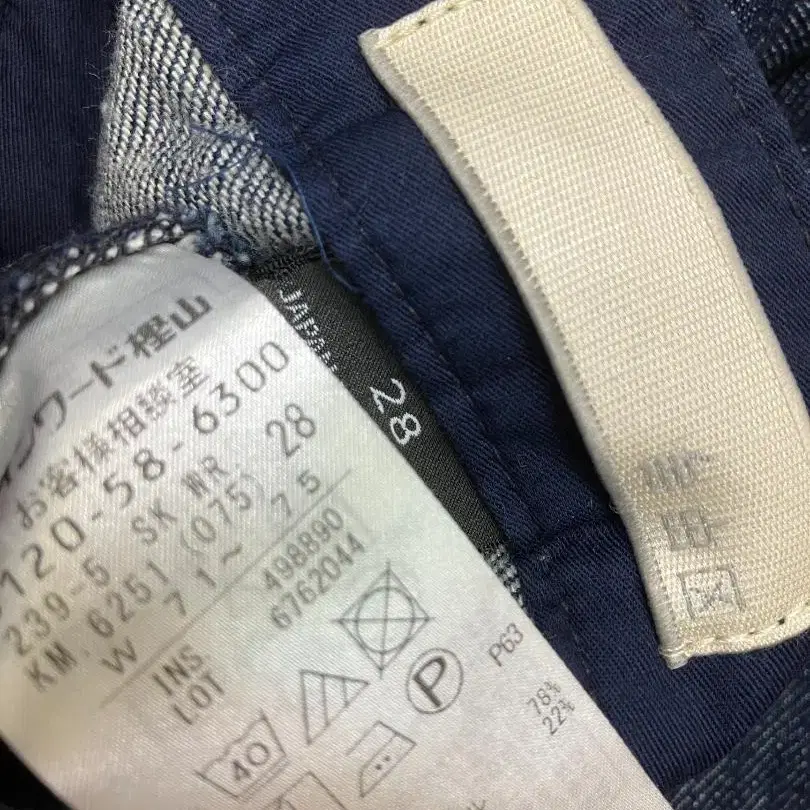 JAPAN
28
ンワード樫山
お客様相談室
120-58-6300
239-5 SK WR. 28
KM. 6251 (075)
W 71~ 75
INS. 498890
LOT 6762044
40
P
P63
78%
22%